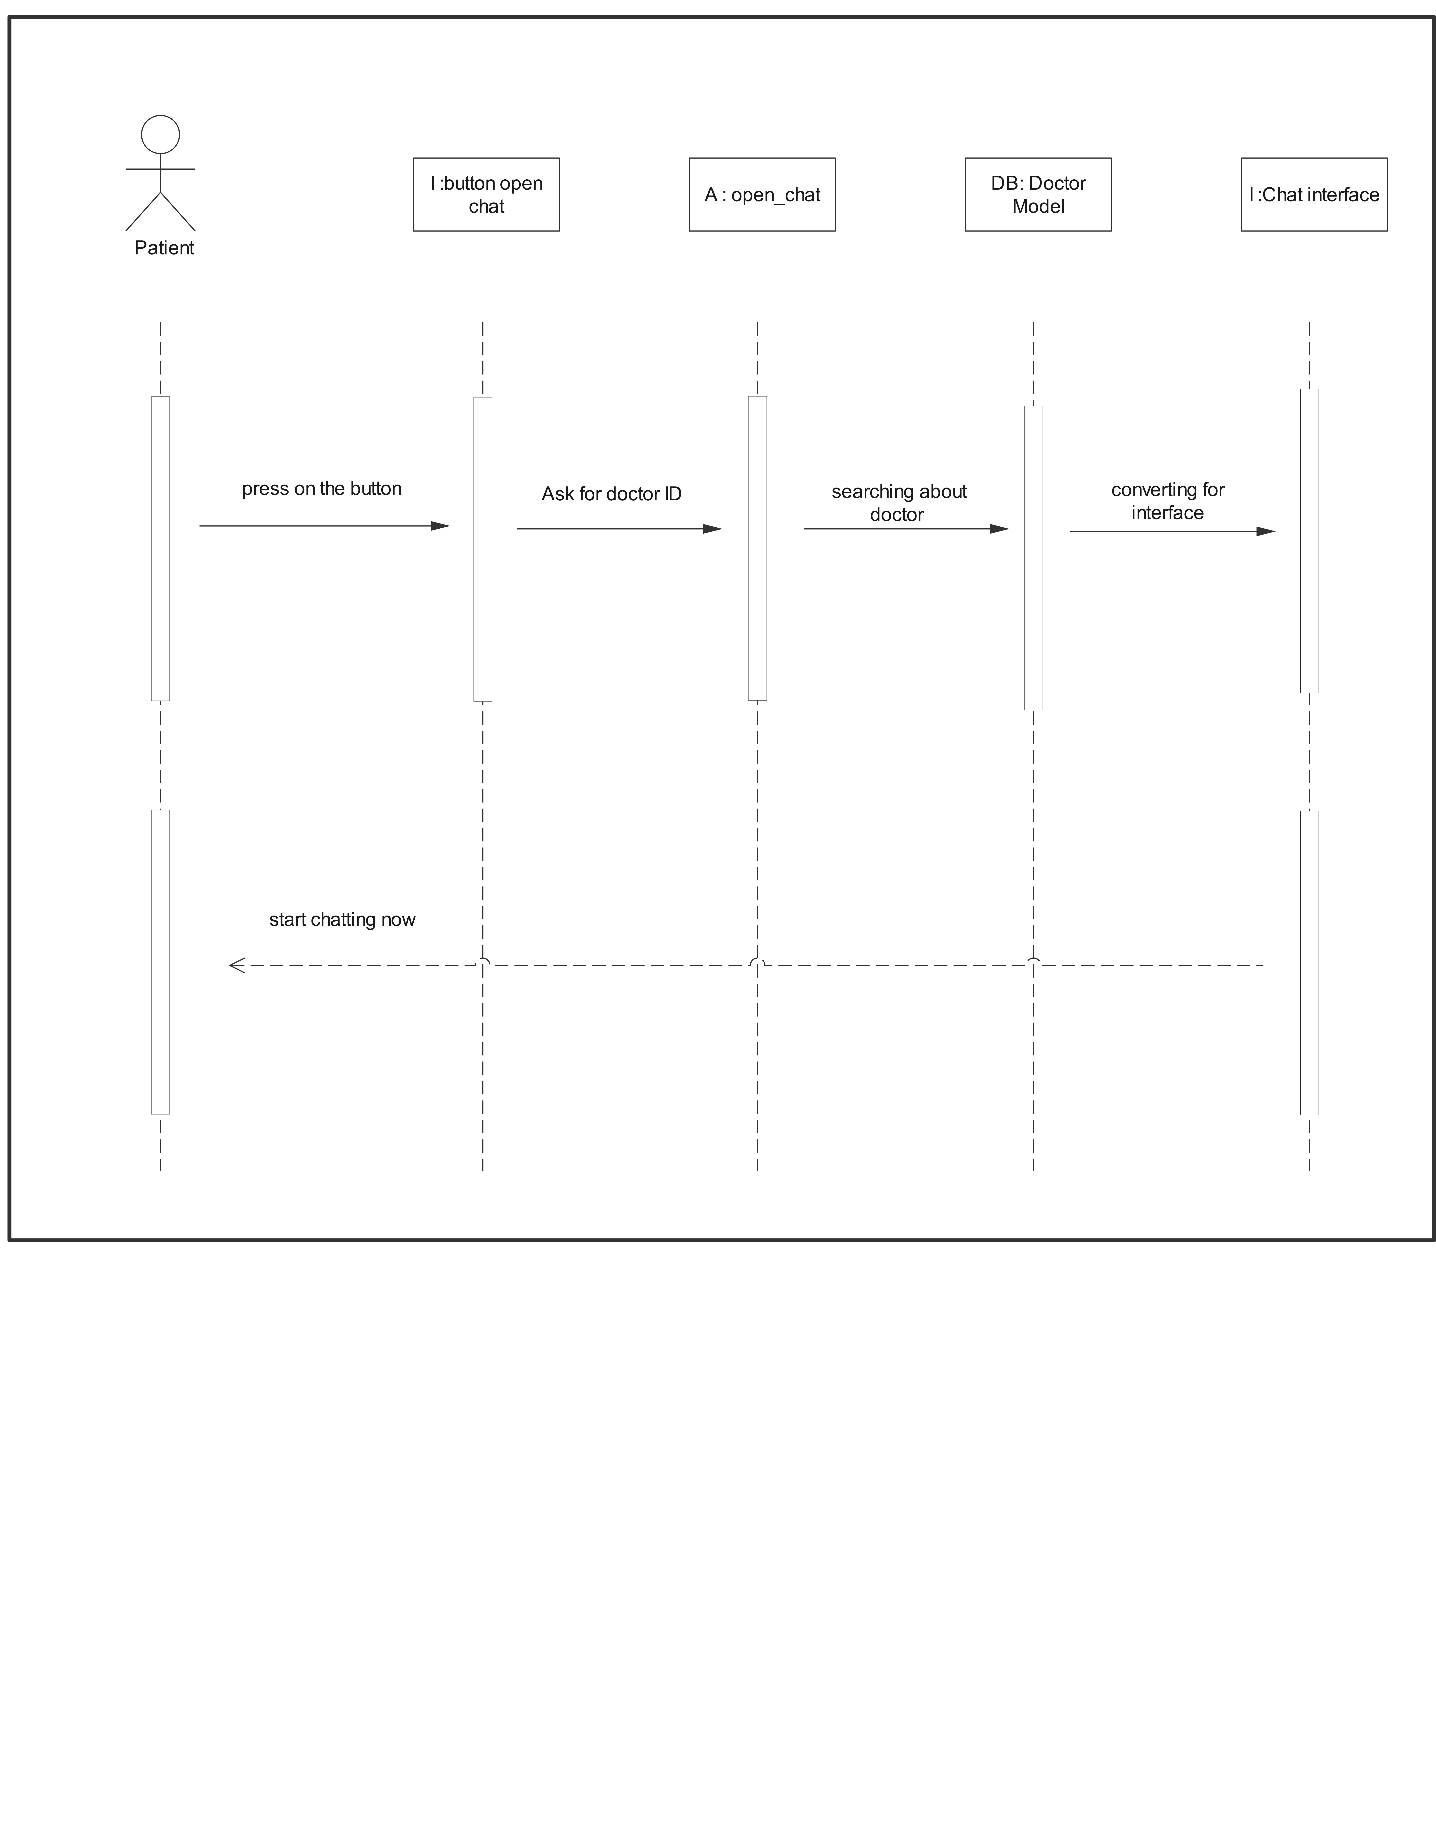 Patient
I :button open
chat
A : open_chat
DB: Doctor
Model
I :Chat interface
press on the button
Ask for doctor ID
searching about
doctor
converting for
interface
start chatting now